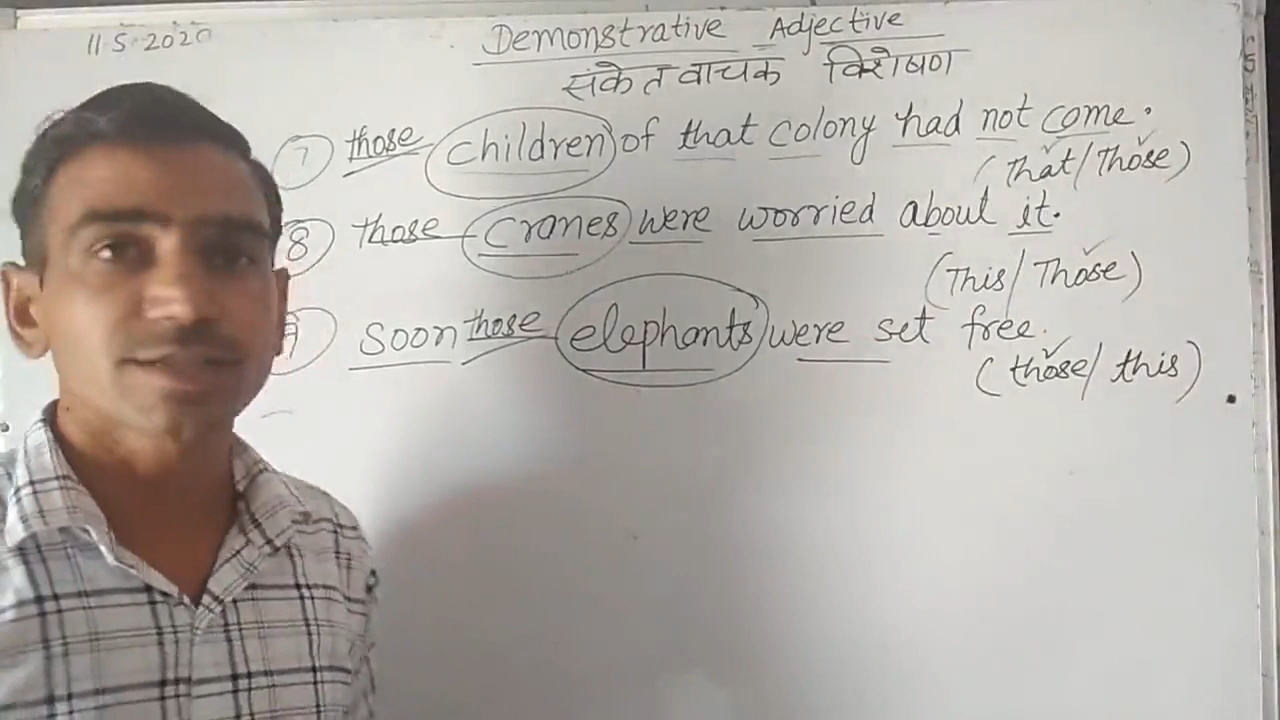 11-5-2020
Demonstrative Adjective
संकेतवाचक विशेषण
7 those children of that colony had not come.
(That/Those)
8 those cranes were worried about it.
(This/Those)
9 soon those elephants were set free.
(those/this)